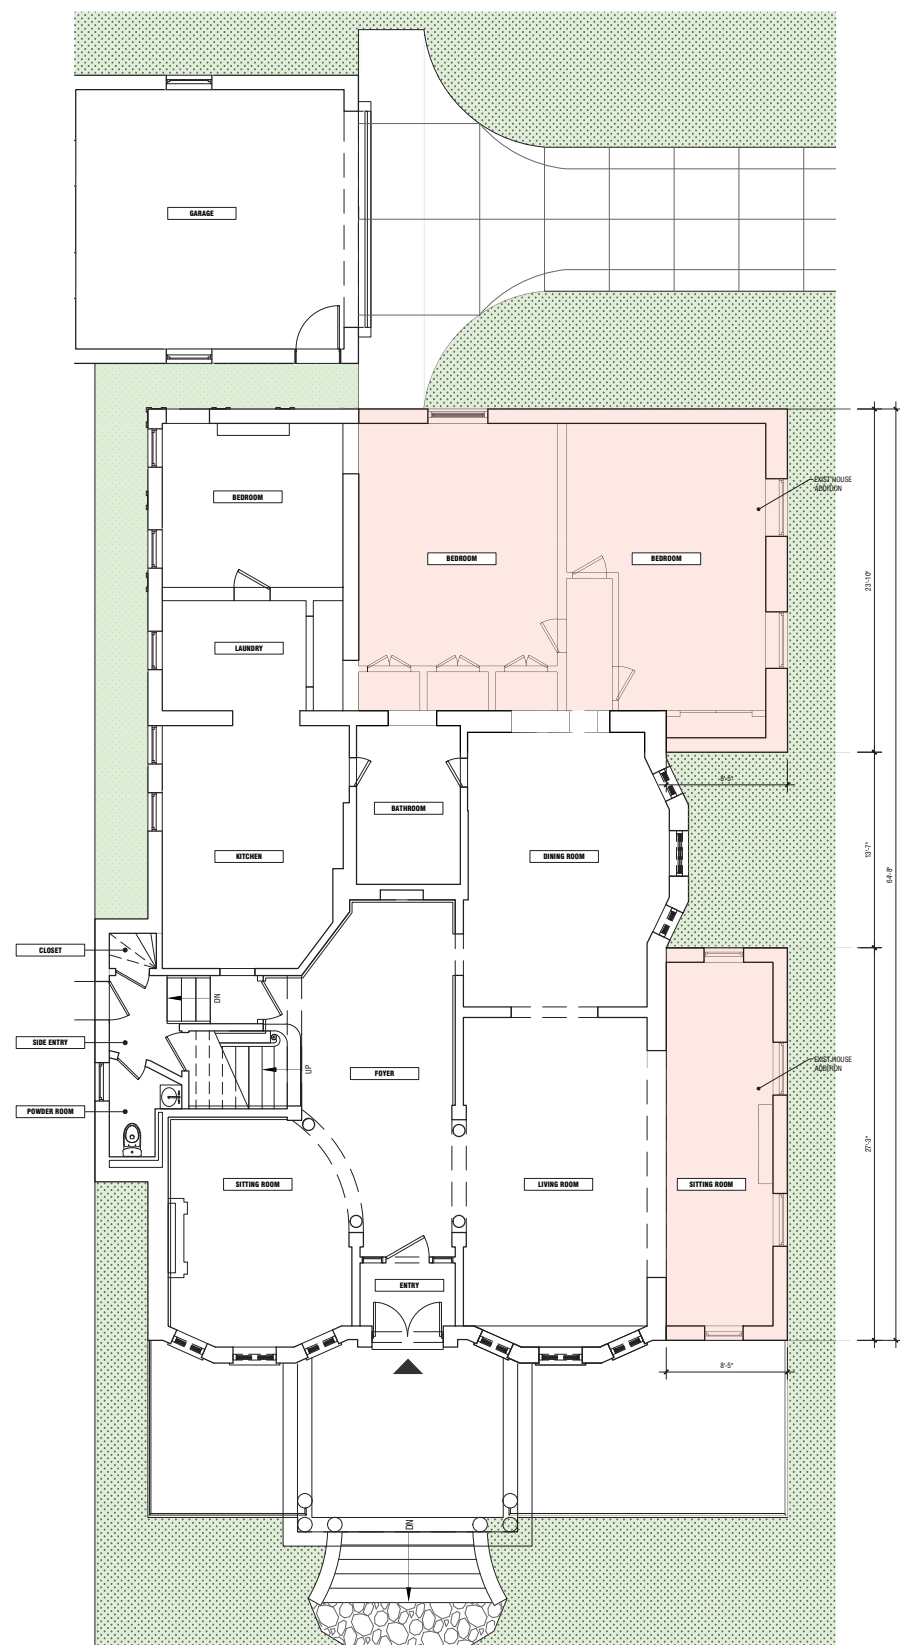 GARAGE
BEDROOM
EXIST HOUSE
ADDITION
BEDROOM
BEDROOM
23'-10"
LAUNDRY
8'-5"
BATHROOM
KITCHEN
DINING ROOM
13'-7"
64'-8"
CLOSET
DN
SIDE ENTRY
UP
FOYER
EXIST HOUSE
ADDITION
POWDER ROOM
27'-3"
SITTING ROOM
LIVING ROOM
SITTING ROOM
ENTRY
8'-5"
DN